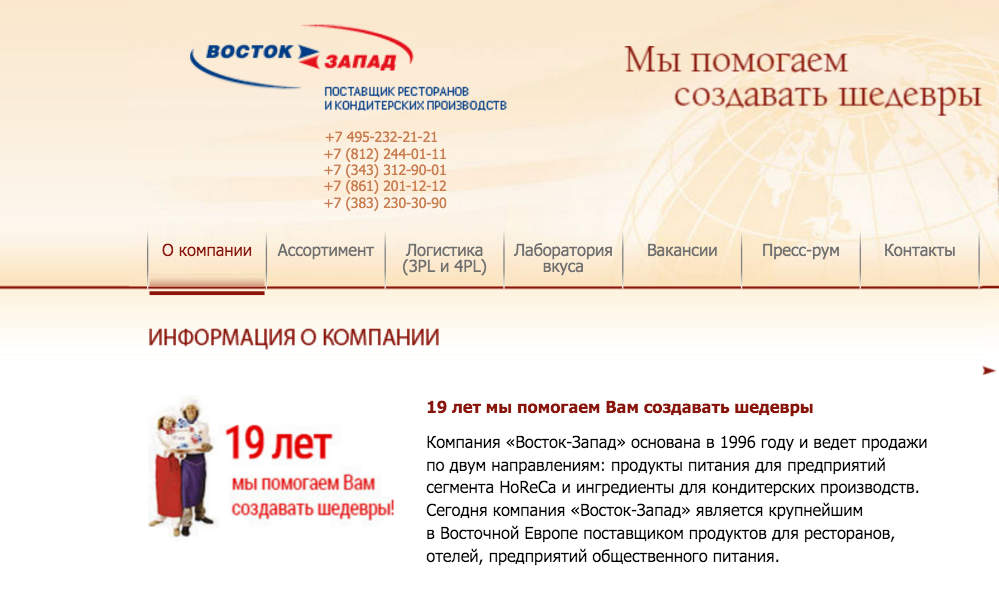 ВОСТОК ЗАПАД
ПОСТАВЩИК РЕСТОРАНОВ
И КОНДИТЕРСКИХ ПРОИЗВОДСТВ
Мы помогаем
создавать шедевры
+7 495-232-21-21
+7 (812) 244-01-11
+7 (343) 312-90-01
+7 (861) 201-12-12
+7 (383) 230-30-90
О компании
Ассортимент
Логистика
(3PL и 4PL)
Лаборатория
вкуса
Вакансии
Пресс-рум
Контакты
ИНФОРМАЦИЯ О КОМПАНИИ
19 лет
мы помогаем Вам
создавать шедевры!
19 лет мы помогаем Вам создавать шедевры
Компания «Восток-Запад» основана в 1996 году и ведет продажи
по двум направлениям: продукты питания для предприятий
сегмента HoReCa и ингредиенты для кондитерских производств.
Сегодня компания «Восток-Запад» является крупнейшим
в Восточной Европе поставщиком продуктов для ресторанов,
отелей, предприятий общественного питания.